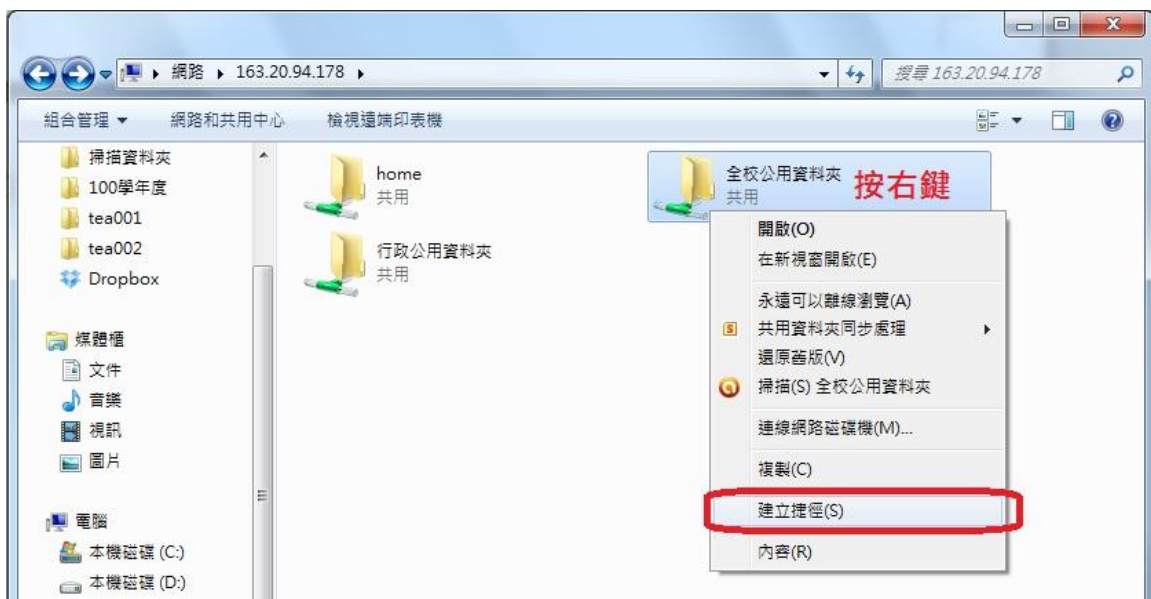 網路 ▸ 163.20.94.178 ▸
搜尋 163.20.94.178
組合管理 ▼ 網路和共用中心 檢視遠端印表機
掃描資料夾
100學年度
tea001
tea002
Dropbox
媒體櫃
文件
音樂
視訊
圖片
電腦
本機磁碟 (C:)
本機磁碟 (D:)
home
共用
行政公用資料夾
共用
全校公用資料夾
共用
按右鍵
開啟(O)
在新視窗開啟(E)
永遠可以離線瀏覽(A)
共用資料夾同步處理
還原舊版(V)
掃描(S) 全校公用資料夾
連線網路磁碟機(M)...
複製(C)
建立捷徑(S)
內容(R)